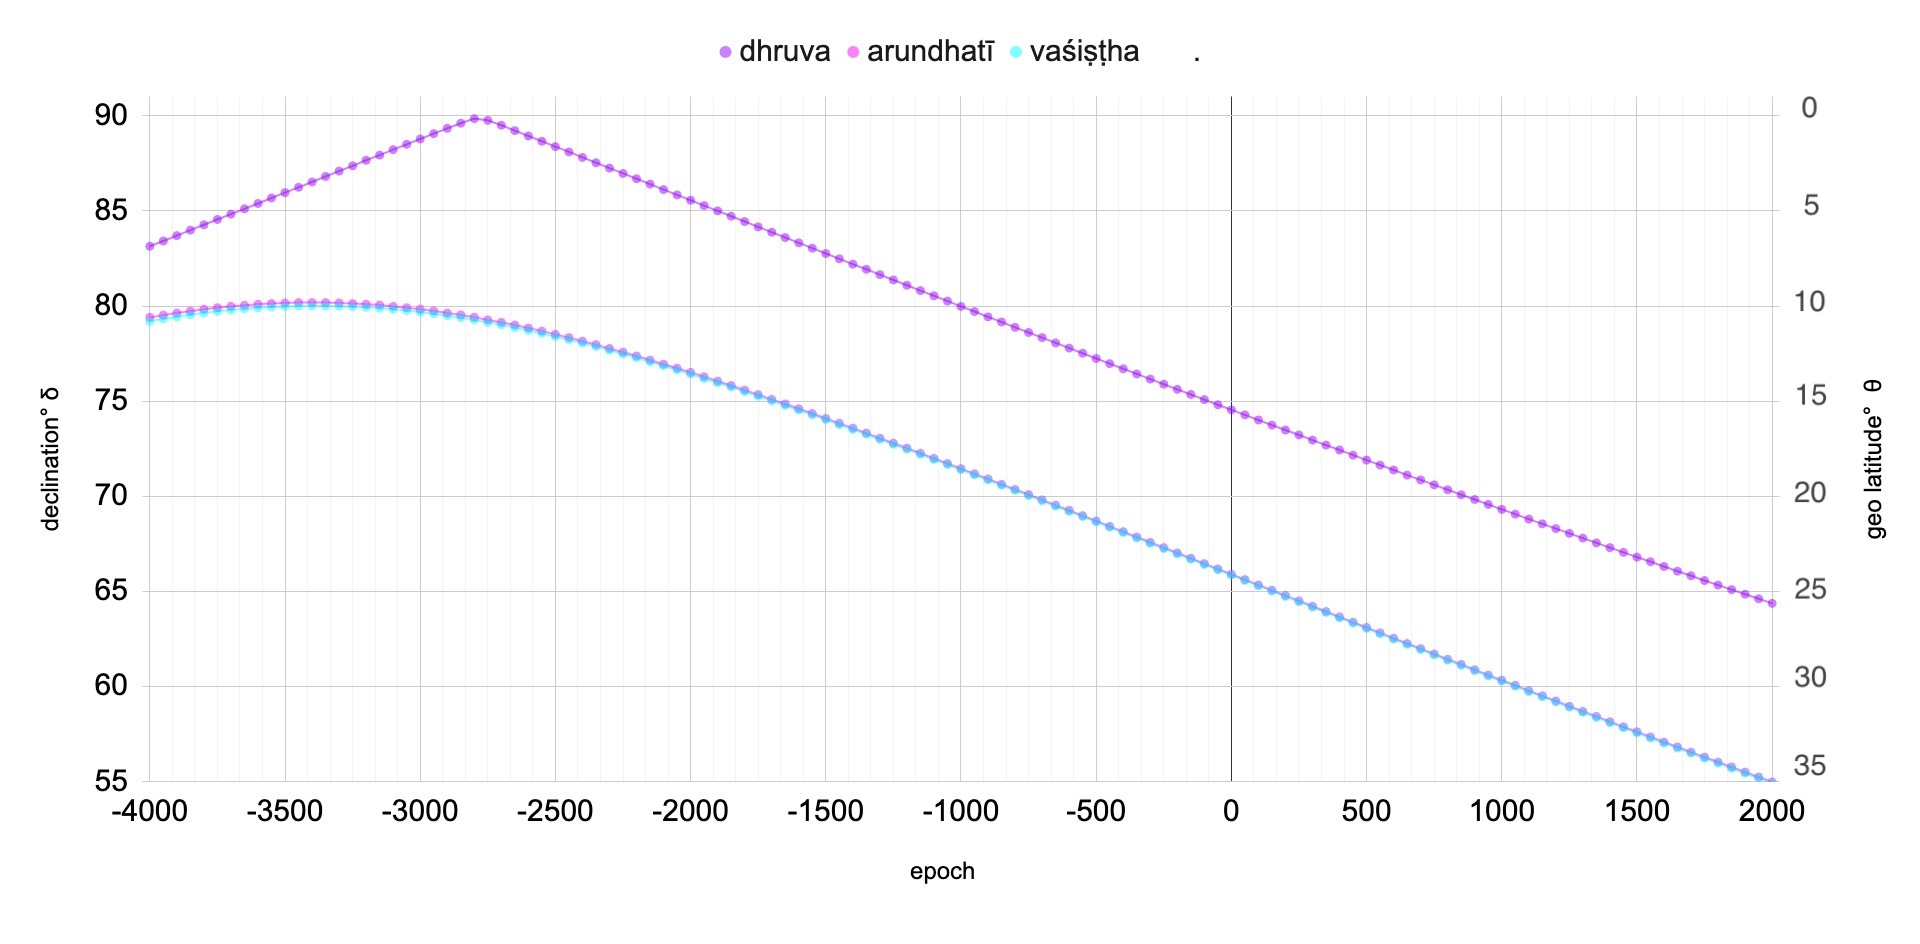 dhruva arundhatī vaśiṣṭha .
90 0
85 5
80 10
75 15
declination° δ
geo latitude° θ
70 20
65 25
60 30
55 35
-4000 -3500 -3000 -2500 -2000 -1500 -1000 -500 0 500 1000 1500 2000
epoch